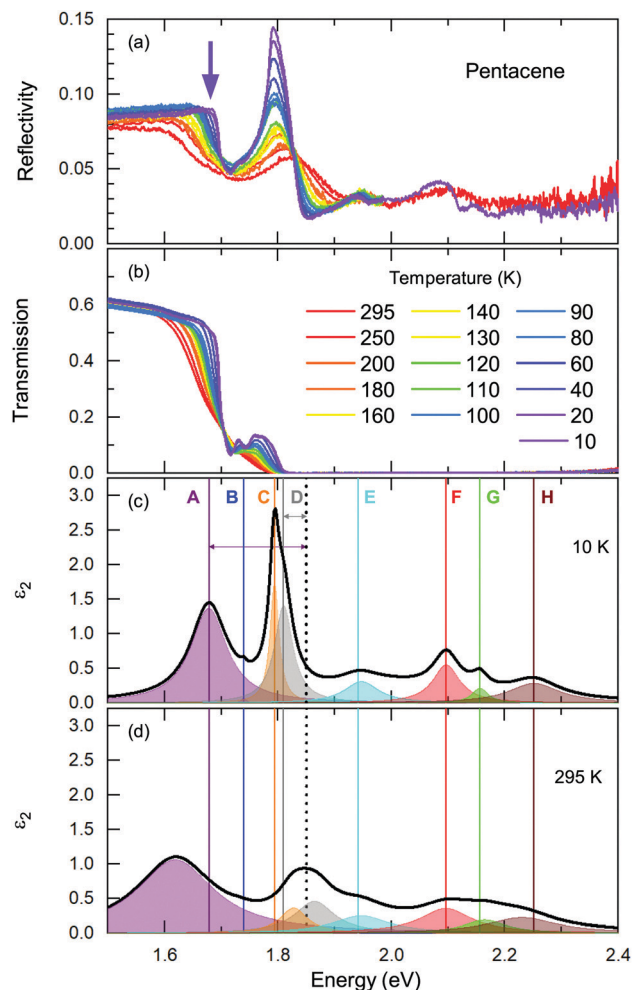 0.15
(a)
Pentacene
0.10
Reflectivity
0.05
0.00
(b)
Temperature (K)
0.6
295 140 90
250 130 80
0.4
200 120 60
Transmission
180 110 40
0.2
160 100 20
10
0.0
3.0
(c)
A B C D E F G H
2.5
10 K
2.0
ε2
1.5
1.0
0.5
0.0
3.0
(d)
2.5
295 K
2.0
ε2
1.5
1.0
0.5
0.0
1.6 1.8 2.0 2.2 2.4
Energy (eV)